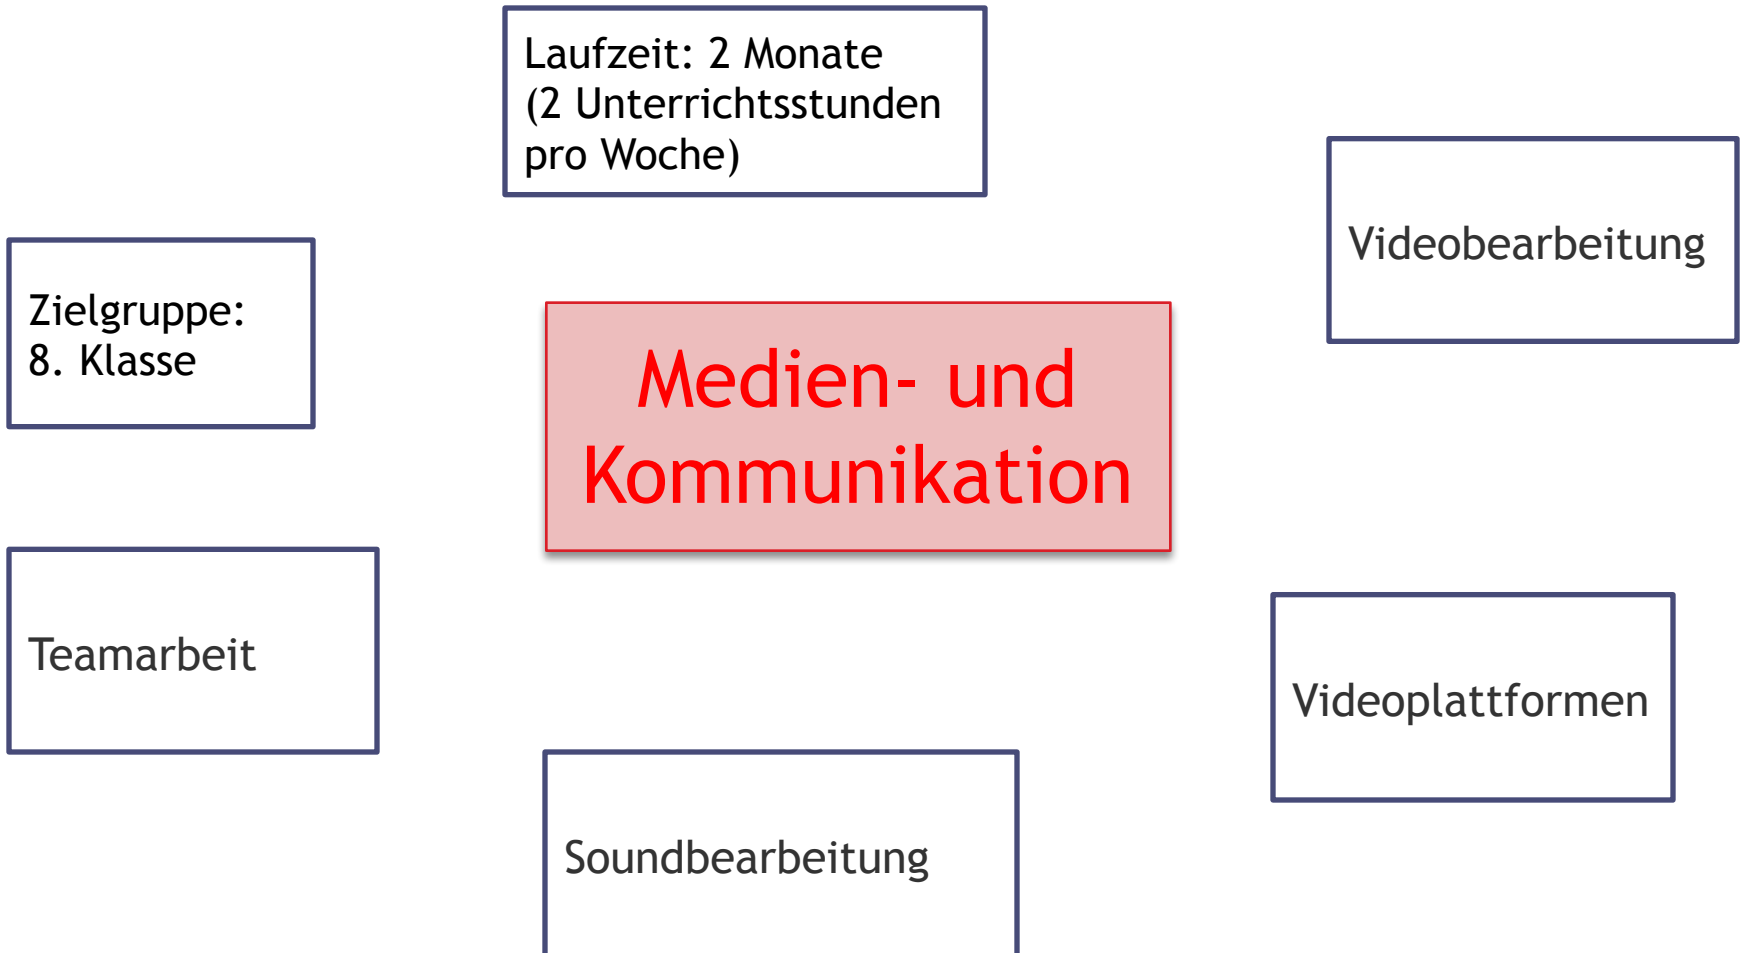 Laufzeit: 2 Monate
(2 Unterrichtsstunden
pro Woche)
Videobearbeitung
Zielgruppe:
8. Klasse
Medien- und
Kommunikation
Teamarbeit
Videoplattformen
Soundbearbeitung